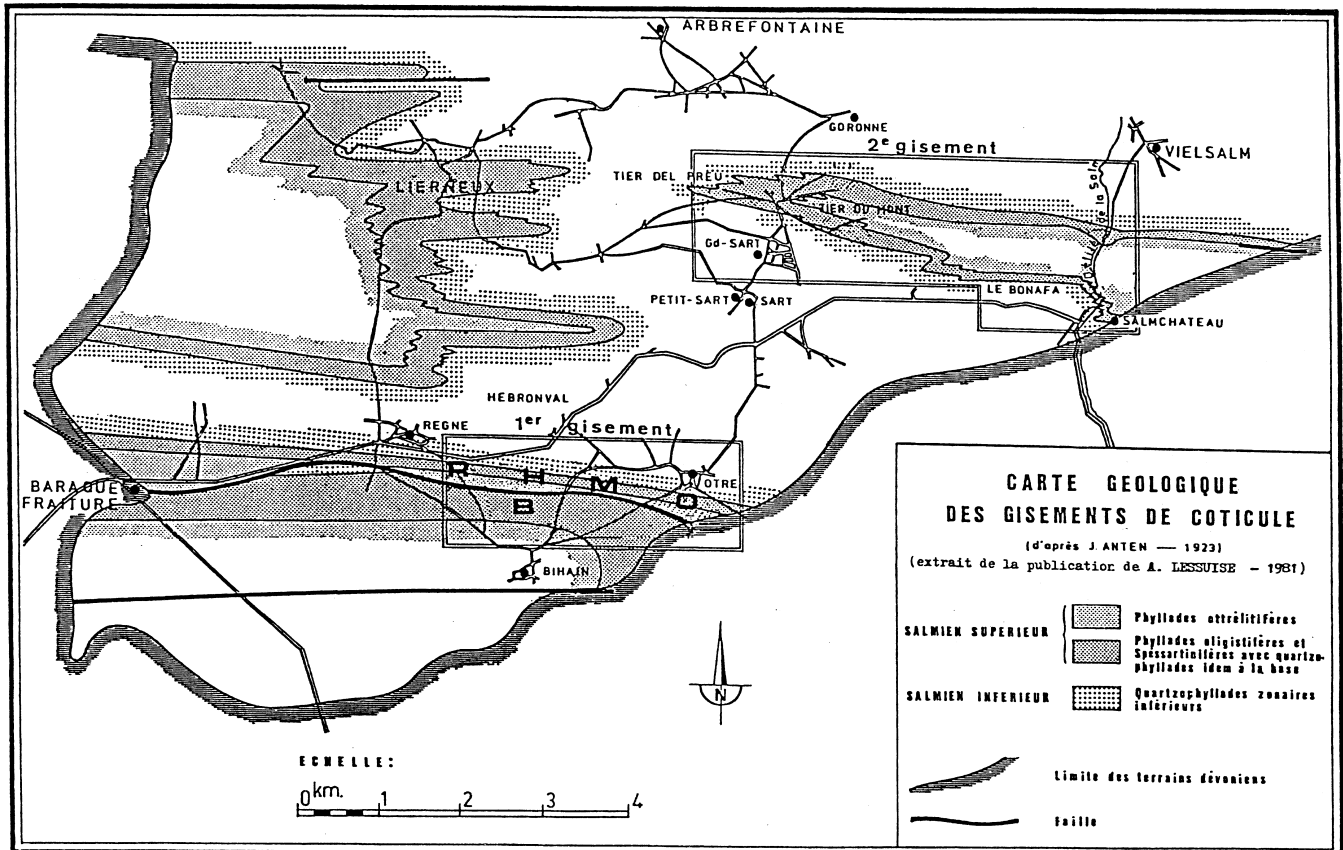 ARBREFONTAINE
GORONNE
2e gisement
VIELSALM
TIER DEL PREU
LIERNEUX
TIER DU MONT
de la Salm
Gd-SART
LE BONAFA
PETIT-SART
SART
SALMCHATEAU
HEBRONVAL
1er gisement
REGNE
R H M O
B
OTRE
BARAQUE
FRAITURE
BIHAIN
CARTE GEOLOGIQUE
DES GISEMENTS DE COTICULE
(d'après J. ANTEN — 1923)
(extrait de la publication de A. LESSUISE - 1981)
SALMIEN SUPERIEUR
Phyllades ottrélitifères
Phyllades oligistifères et
Spessartinifères avec quartzo-
phyllades idem à la base
SALMIEN INFERIEUR
Quartzophyllades zonaires
inférieurs
Limite des terrains dévoniens
Faille
N
ECHELLE:
0 km. 1 2 3 4